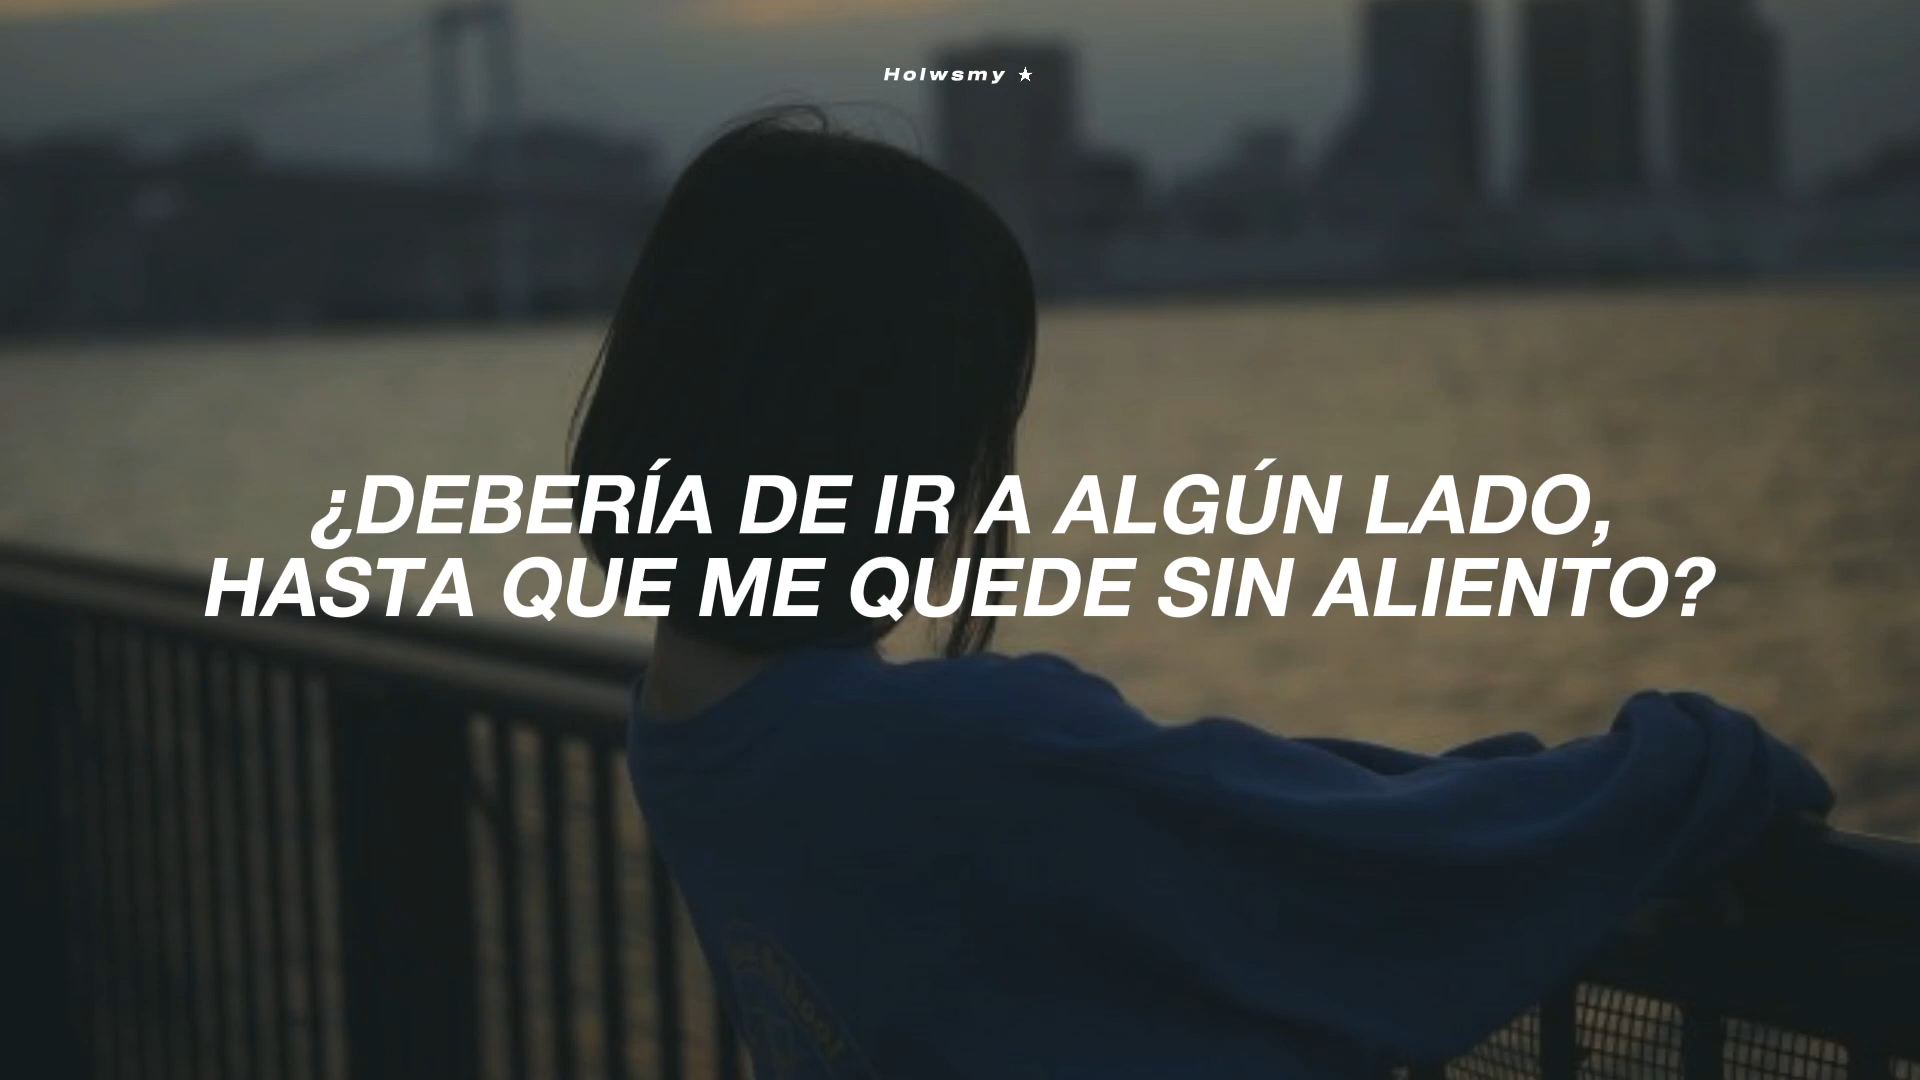 Holwsmy ★
¿DEBERÍA DE IR A ALGÚN LADO,
HASTA QUE ME QUEDE SIN ALIENTO?